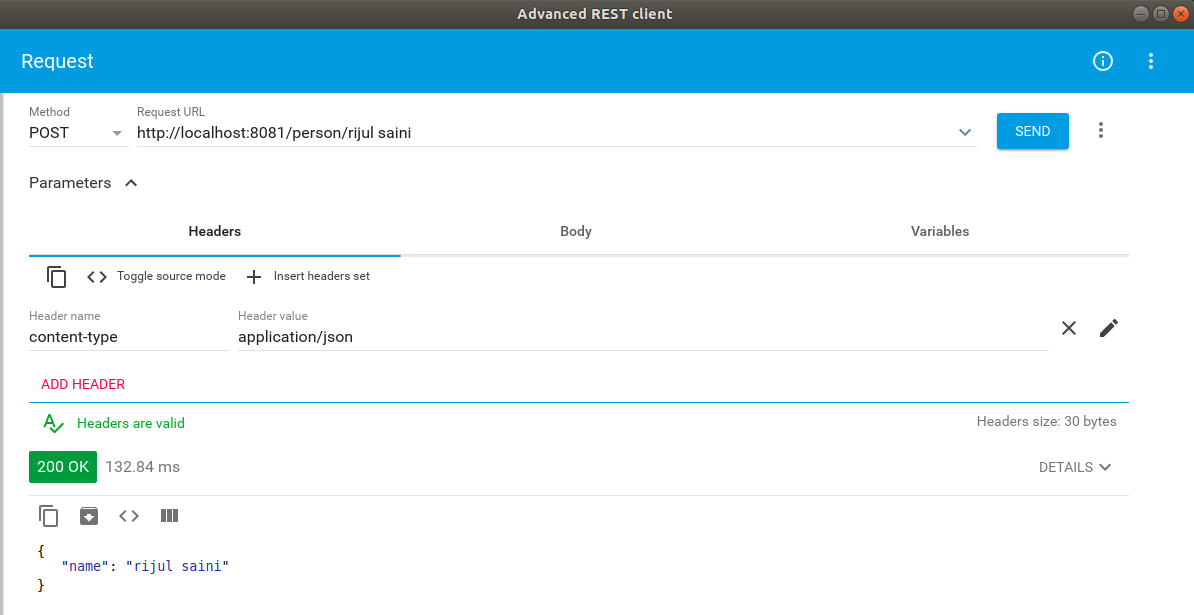 Advanced REST client
Request
Method
Request URL
POST
http://localhost:8081/person/rijul saini
SEND
Parameters
Headers
Body
Variables
Toggle source mode
Insert headers set
Header name
Header value
content-type
application/json
ADD HEADER
Headers are valid
Headers size: 30 bytes
200 OK
132.84 ms
DETAILS
{
"name": "rijul saini"
}